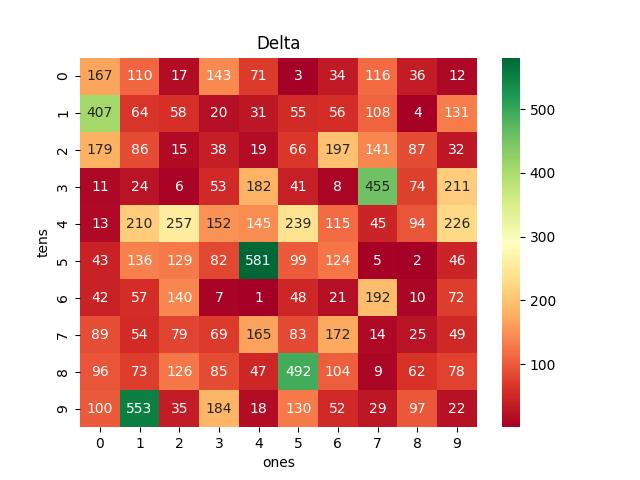 Delta
0 167 110 17 143 71 3 34 116 36 12
1 407 64 58 20 31 55 56 108 4 131
2 179 86 15 38 19 66 197 141 87 32
3 11 24 6 53 182 41 8 455 74 211
4 13 210 257 152 145 239 115 45 94 226
5 43 136 129 82 581 99 124 5 2 46
6 42 57 140 7 1 48 21 192 10 72
7 89 54 79 69 165 83 172 14 25 49
8 96 73 126 85 47 492 104 9 62 78
9 100 553 35 184 18 130 52 29 97 22
0 1 2 3 4 5 6 7 8 9
ones
tens
500
400
300
200
100